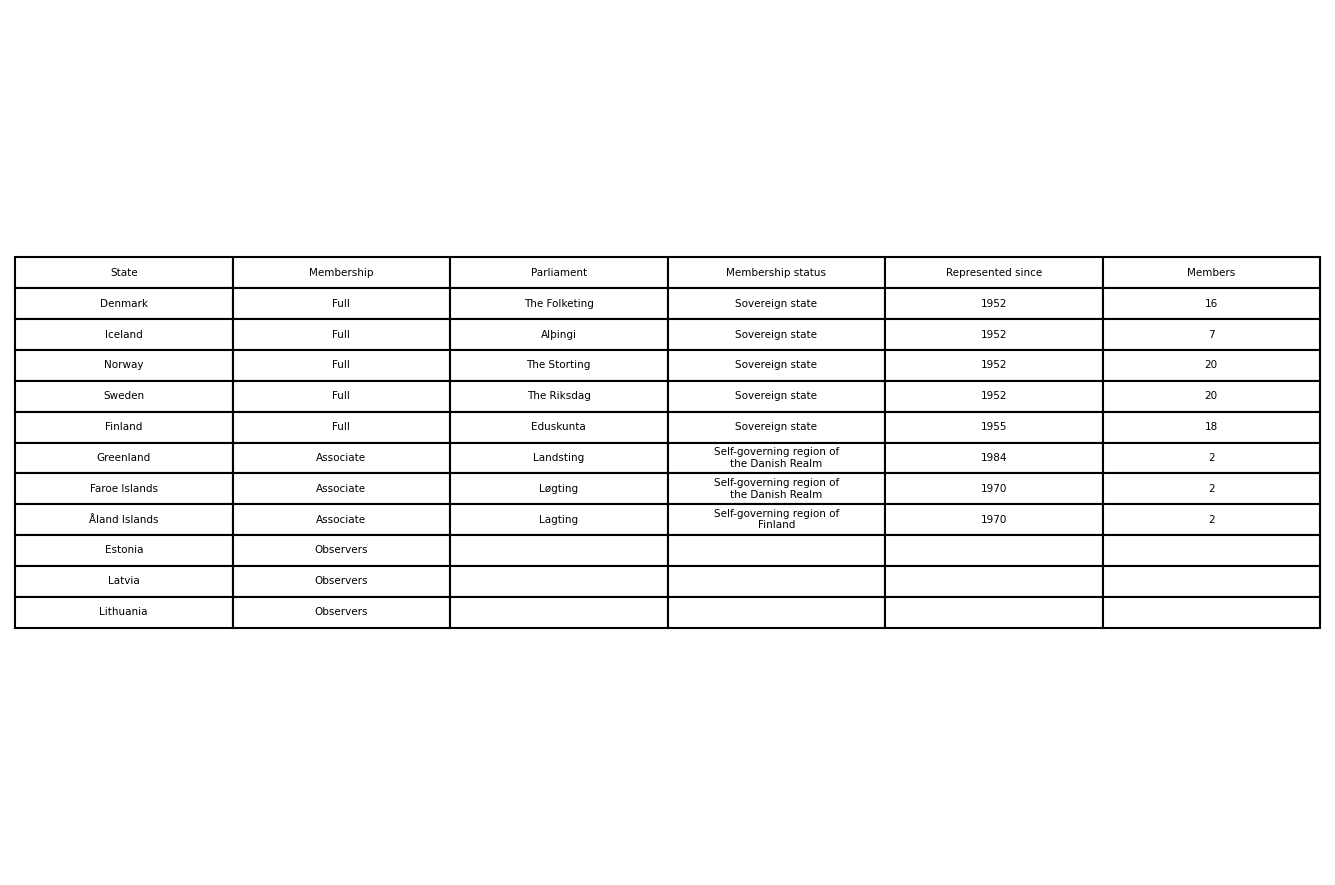 State Membership Parliament Membership status Represented since Members
Denmark Full The Folketing Sovereign state 1952 16
Iceland Full Alþingi Sovereign state 1952 7
Norway Full The Storting Sovereign state 1952 20
Sweden Full The Riksdag Sovereign state 1952 20
Finland Full Eduskunta Sovereign state 1955 18
Greenland Associate Landsting Self-governing region of the Danish Realm 1984 2
Faroe Islands Associate Løgting Self-governing region of the Danish Realm 1970 2
Åland Islands Associate Lagting Self-governing region of Finland 1970 2
Estonia Observers
Latvia Observers
Lithuania Observers